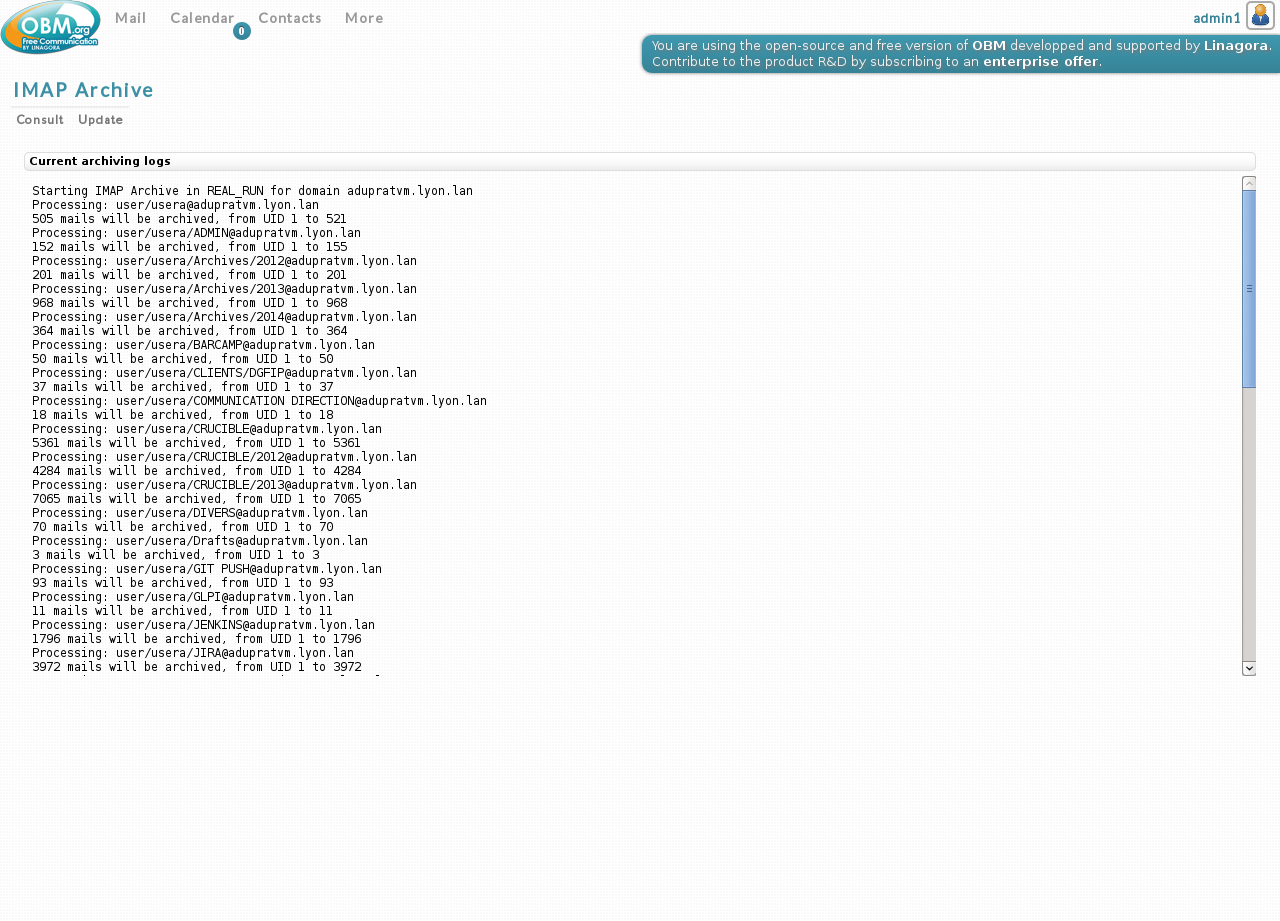 OBM.org
Free Communication
BY LINAGORA
Mail Calendar Contacts More
0
admin1
You are using the open-source and free version of OBM developped and supported by Linagora.
Contribute to the product R&D by subscribing to an enterprise offer.
IMAP Archive
Consult Update
Current archiving logs
Starting IMAP Archive in REAL_RUN for domain adupratvm.lyon.lan
Processing: user/usera@adupratvm.lyon.lan
505 mails will be archived, from UID 1 to 521
Processing: user/usera/ADMIN@adupratvm.lyon.lan
152 mails will be archived, from UID 1 to 155
Processing: user/usera/Archives/2012@adupratvm.lyon.lan
201 mails will be archived, from UID 1 to 201
Processing: user/usera/Archives/2013@adupratvm.lyon.lan
968 mails will be archived, from UID 1 to 968
Processing: user/usera/Archives/2014@adupratvm.lyon.lan
364 mails will be archived, from UID 1 to 364
Processing: user/usera/BARCAMP@adupratvm.lyon.lan
50 mails will be archived, from UID 1 to 50
Processing: user/usera/CLIENTS/DGFIP@adupratvm.lyon.lan
37 mails will be archived, from UID 1 to 37
Processing: user/usera/COMMUNICATION DIRECTION@adupratvm.lyon.lan
18 mails will be archived, from UID 1 to 18
Processing: user/usera/CRUCIBLE@adupratvm.lyon.lan
5361 mails will be archived, from UID 1 to 5361
Processing: user/usera/CRUCIBLE/2012@adupratvm.lyon.lan
4284 mails will be archived, from UID 1 to 4284
Processing: user/usera/CRUCIBLE/2013@adupratvm.lyon.lan
7065 mails will be archived, from UID 1 to 7065
Processing: user/usera/DIVERS@adupratvm.lyon.lan
70 mails will be archived, from UID 1 to 70
Processing: user/usera/Drafts@adupratvm.lyon.lan
3 mails will be archived, from UID 1 to 3
Processing: user/usera/GIT PUSH@adupratvm.lyon.lan
93 mails will be archived, from UID 1 to 93
Processing: user/usera/GLPI@adupratvm.lyon.lan
11 mails will be archived, from UID 1 to 11
Processing: user/usera/JENKINS@adupratvm.lyon.lan
1796 mails will be archived, from UID 1 to 1796
Processing: user/usera/JIRA@adupratvm.lyon.lan
3972 mails will be archived, from UID 1 to 3972